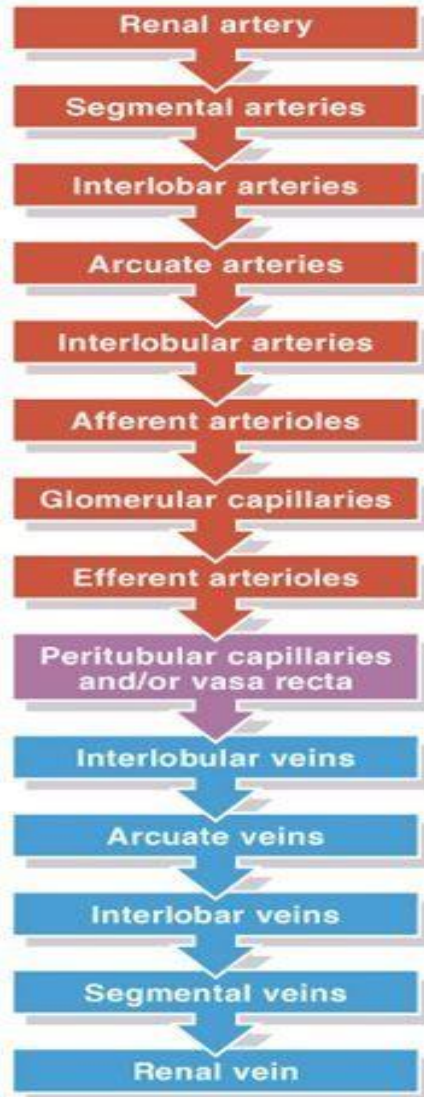 Renal artery
Segmental arteries
Interlobar arteries
Arcuate arteries
Interlobular arteries
Afferent arterioles
Glomerular capillaries
Efferent arterioles
Peritubular capillaries
and/or vasa recta
Interlobular veins
Arcuate veins
Interlobar veins
Segmental veins
Renal vein